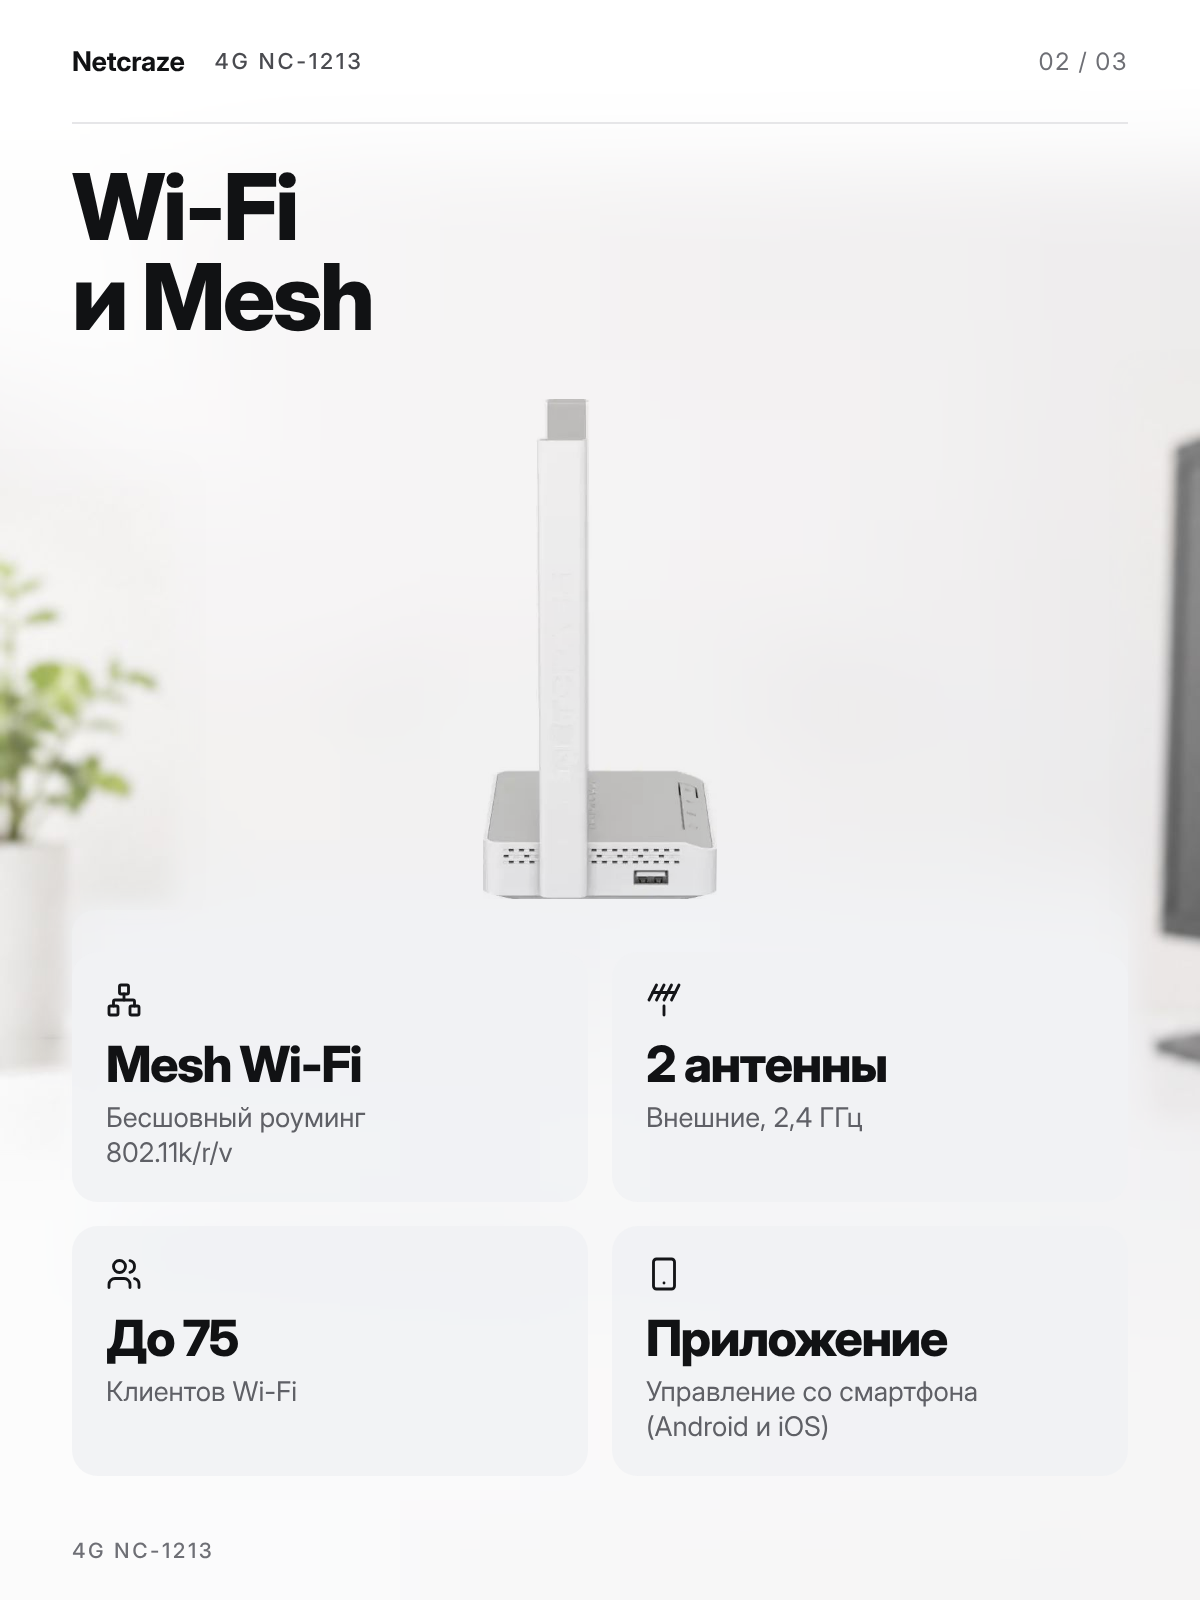 Netcraze 4G NC-1213 02 / 03
Wi-Fi
и Mesh
Mesh Wi-Fi
Бесшовный роуминг
802.11k/r/v
2 антенны
Внешние, 2,4 ГГц
До 75
Клиентов Wi-Fi
Приложение
Управление со смартфона
(Android и iOS)
4G NC-1213